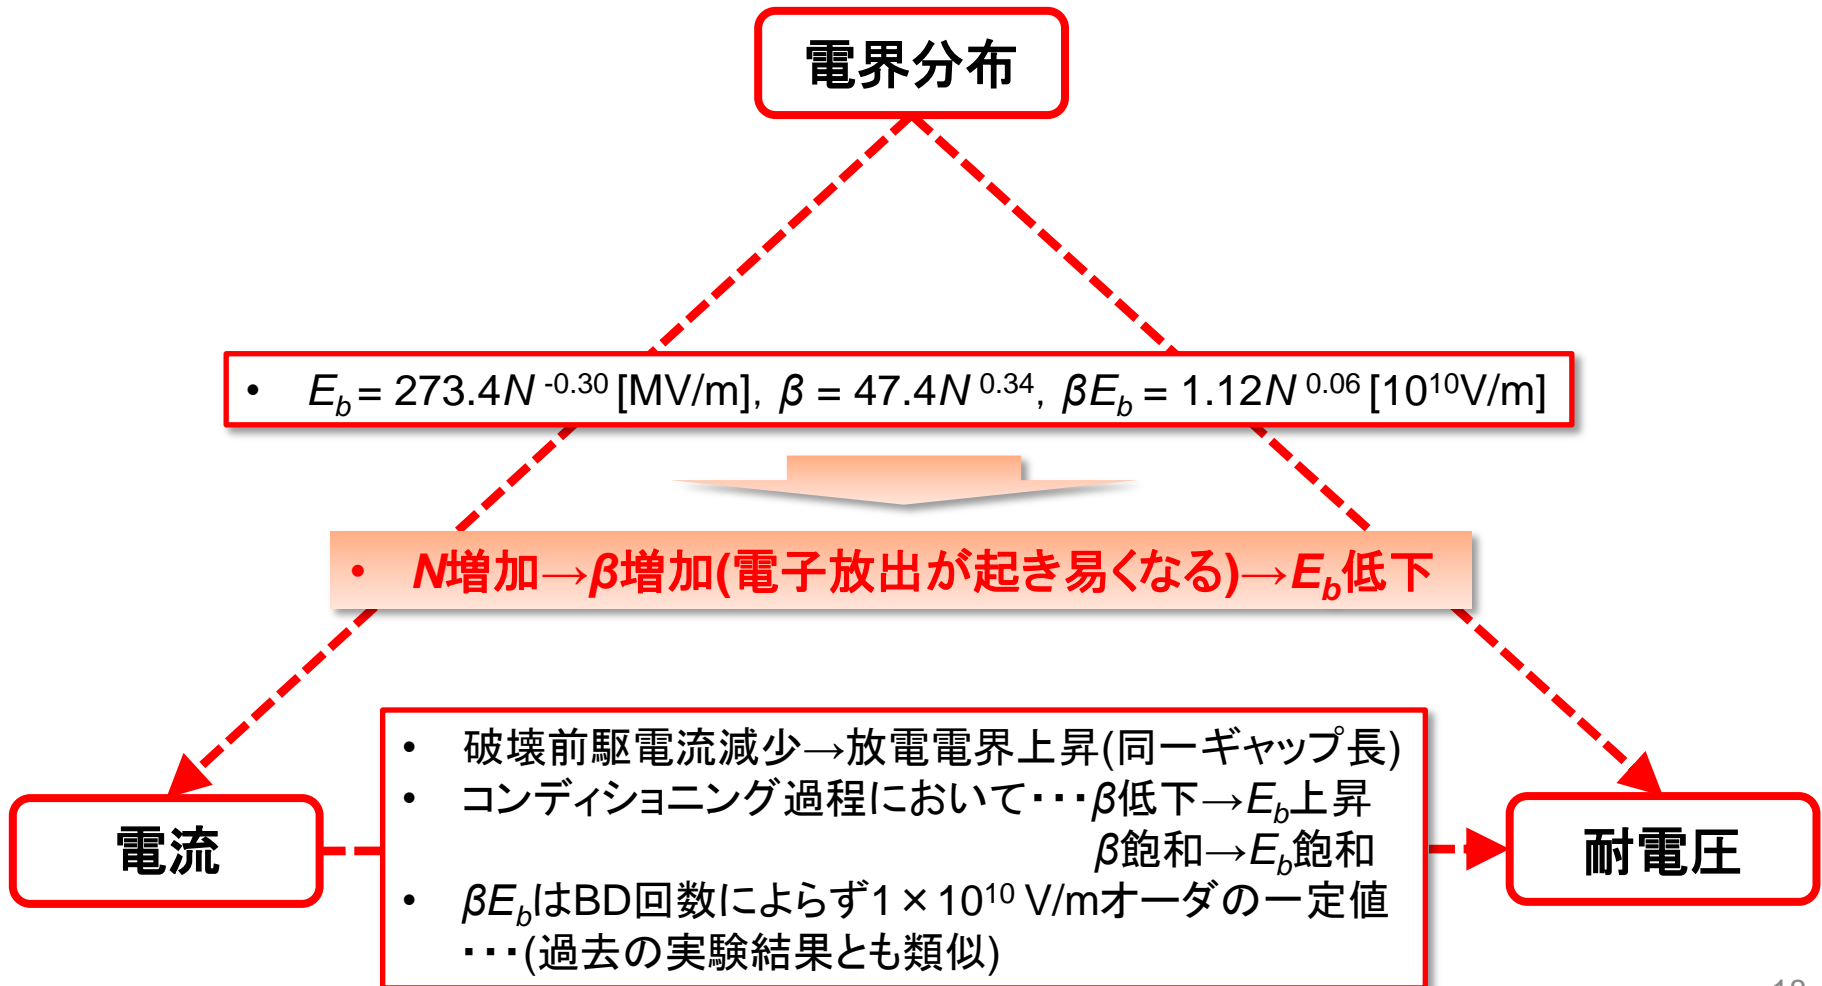 電界分布
• E_b = 273.4N^-0.30 [MV/m], β = 47.4N^0.34, βE_b = 1.12N^0.06 [10^10V/m]
• N増加→β増加(電子放出が起き易くなる)→E_b低下
• 破壊前駆電流減少→放電電界上昇(同一ギャップ長)
• コンディショニング過程において・・・β低下→E_b上昇
β飽和→E_b飽和
• βE_bはBD回数によらず1×10^10 V/mオーダの一定値
・・・(過去の実験結果とも類似)
電流
耐電圧